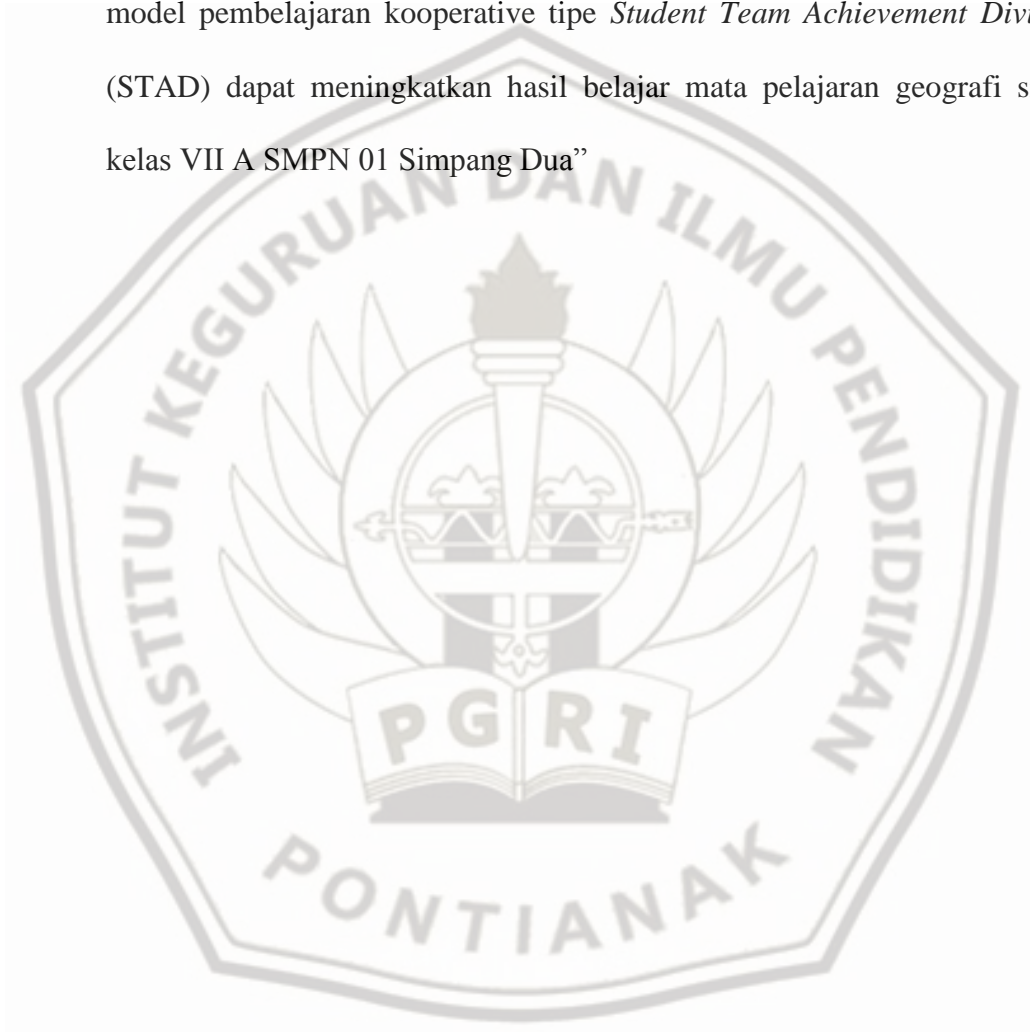 model pembelajaran kooperative tipe Student Team Achievement
(STAD) dapat meningkatkan hasil belajar mata pelajaran geografi
kelas VII A SMPN 01 Simpang Dua”
INSTITUT KEGURUAN DAN ILMU PENDIDIKAN
PGRI
PONTIANAK